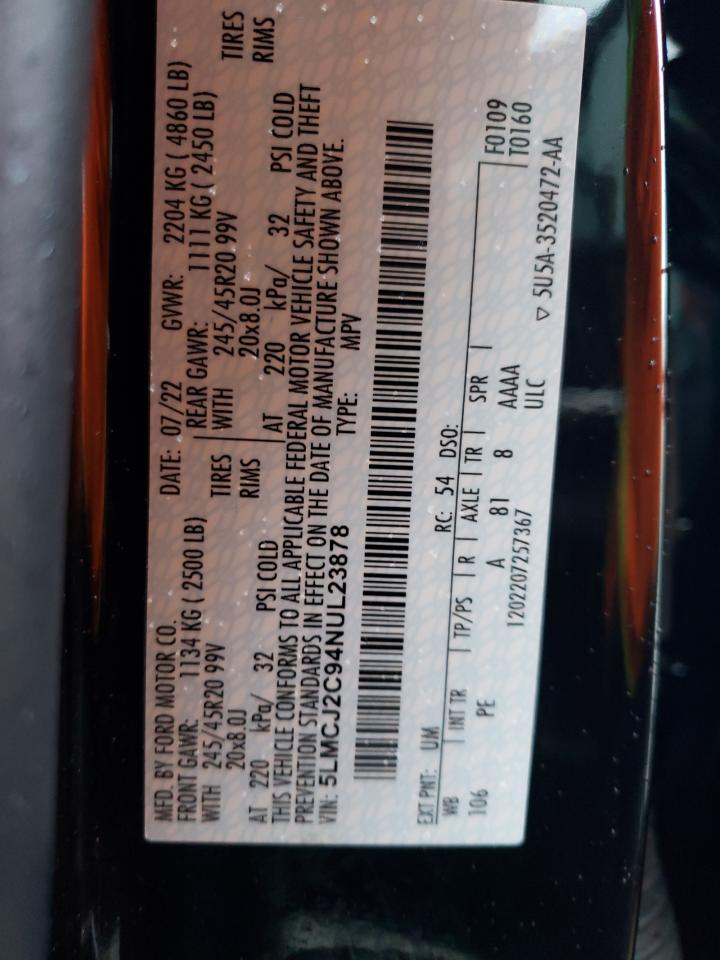 MFD. BY FORD MOTOR CO. DATE: 07/22 GVWR: 2204 KG ( 4860 LB)
FRONT GAWR: 1134 KG ( 2500 LB) REAR GAWR: 1111 KG ( 2450 LB)
WITH 245/45R20 99V TIRES WITH 245/45R20 99V TIRES
20x8.0J RIMS 20x8.0J RIMS
AT 220 kPa/ 32 PSI COLD AT 220 kPa/ 32 PSI COLD
THIS VEHICLE CONFORMS TO ALL APPLICABLE FEDERAL MOTOR VEHICLE SAFETY AND THEFT
PREVENTION STANDARDS IN EFFECT ON THE DATE OF MANUFACTURE SHOWN ABOVE.
VIN: 5LMCJ2C94NUL23878 TYPE: MPV
EXT PNT: UM RC: 54 DSO: F0109
WB INT TR TP/PS R AXLE TR SPR T0160
106 PE A 81 8 AAAA
1202207257367 ULC
▽ 5U5A-3520472-AA